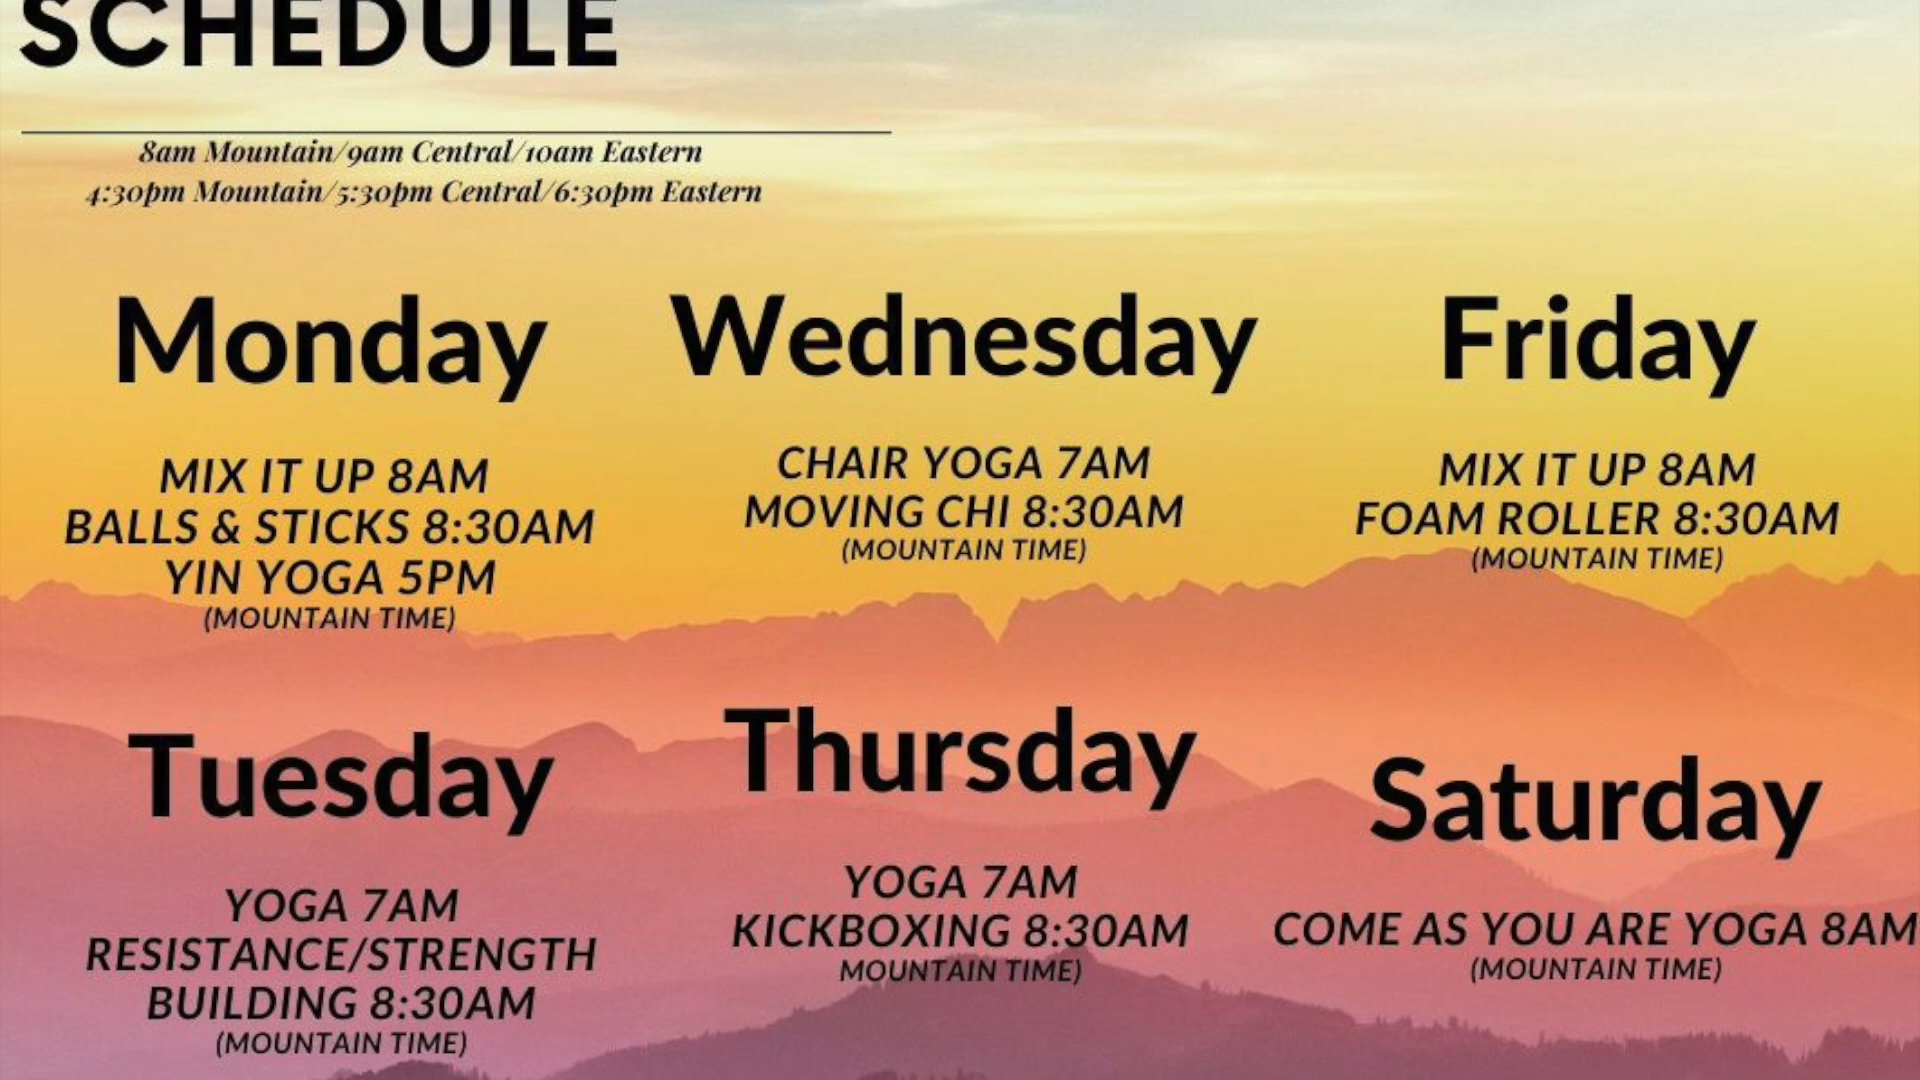 SCHEDULE
8am Mountain/9am Central/10am Eastern
4:30pm Mountain/5:30pm Central/6:30pm Eastern
Monday
MIX IT UP 8AM
BALLS & STICKS 8:30AM
YIN YOGA 5PM
(MOUNTAIN TIME)
Tuesday
YOGA 7AM
RESISTANCE/STRENGTH
BUILDING 8:30AM
(MOUNTAIN TIME)
Wednesday
CHAIR YOGA 7AM
MOVING CHI 8:30AM
(MOUNTAIN TIME)
Thursday
YOGA 7AM
KICKBOXING 8:30AM
MOUNTAIN TIME)
Friday
MIX IT UP 8AM
FOAM ROLLER 8:30AM
(MOUNTAIN TIME)
Saturday
COME AS YOU ARE YOGA 8AM
(MOUNTAIN TIME)